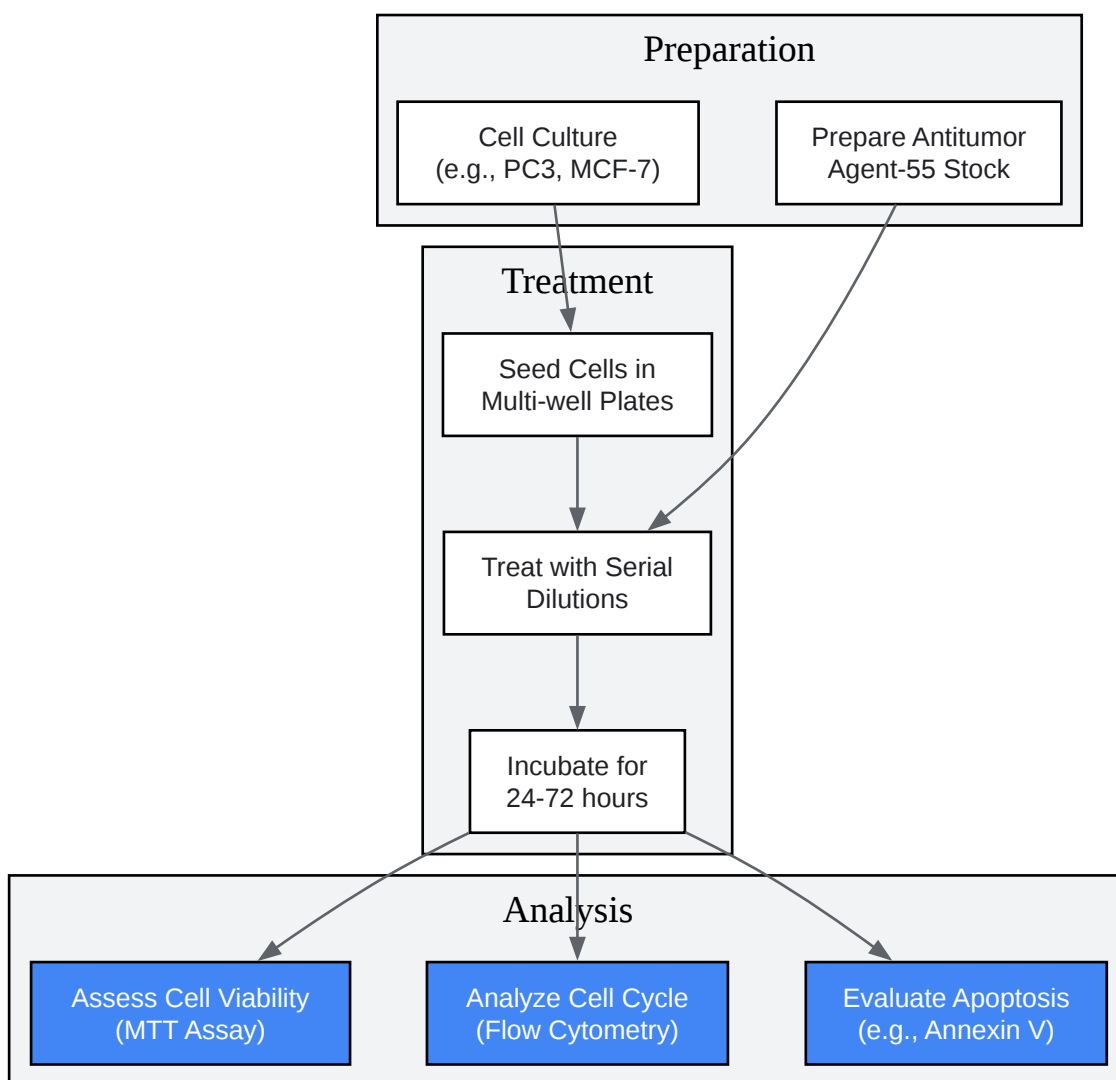 Preparation
Cell Culture
(e.g., PC3, MCF-7)
Prepare Antitumor
Agent-55 Stock
Treatment
Seed Cells in
Multi-well Plates
Treat with Serial
Dilutions
Incubate for
24-72 hours
Analysis
Assess Cell Viability
(MTT Assay)
Analyze Cell Cycle
(Flow Cytometry)
Evaluate Apoptosis
(e.g., Annexin V)